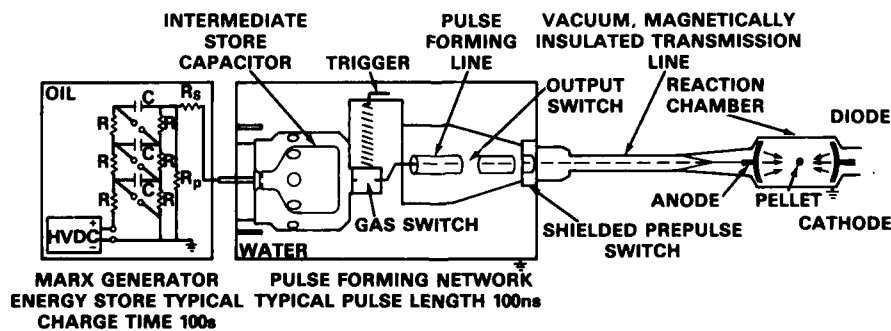 INTERMEDIATE
STORE
CAPACITOR
TRIGGER
PULSE
FORMING
LINE
OUTPUT
SWITCH
VACUUM, MAGNETICALLY
INSULATED TRANSMISSION
LINE
REACTION
CHAMBER
DIODE
OIL
C
Rs
R
R
R
C
R
Rp
R
C
R
HVDC
+
−
WATER
GAS SWITCH
SHIELDED PREPULSE
SWITCH
ANODE
PELLET
CATHODE
MARX GENERATOR
ENERGY STORE TYPICAL
CHARGE TIME 100s
PULSE FORMING NETWORK
TYPICAL PULSE LENGTH 100ns